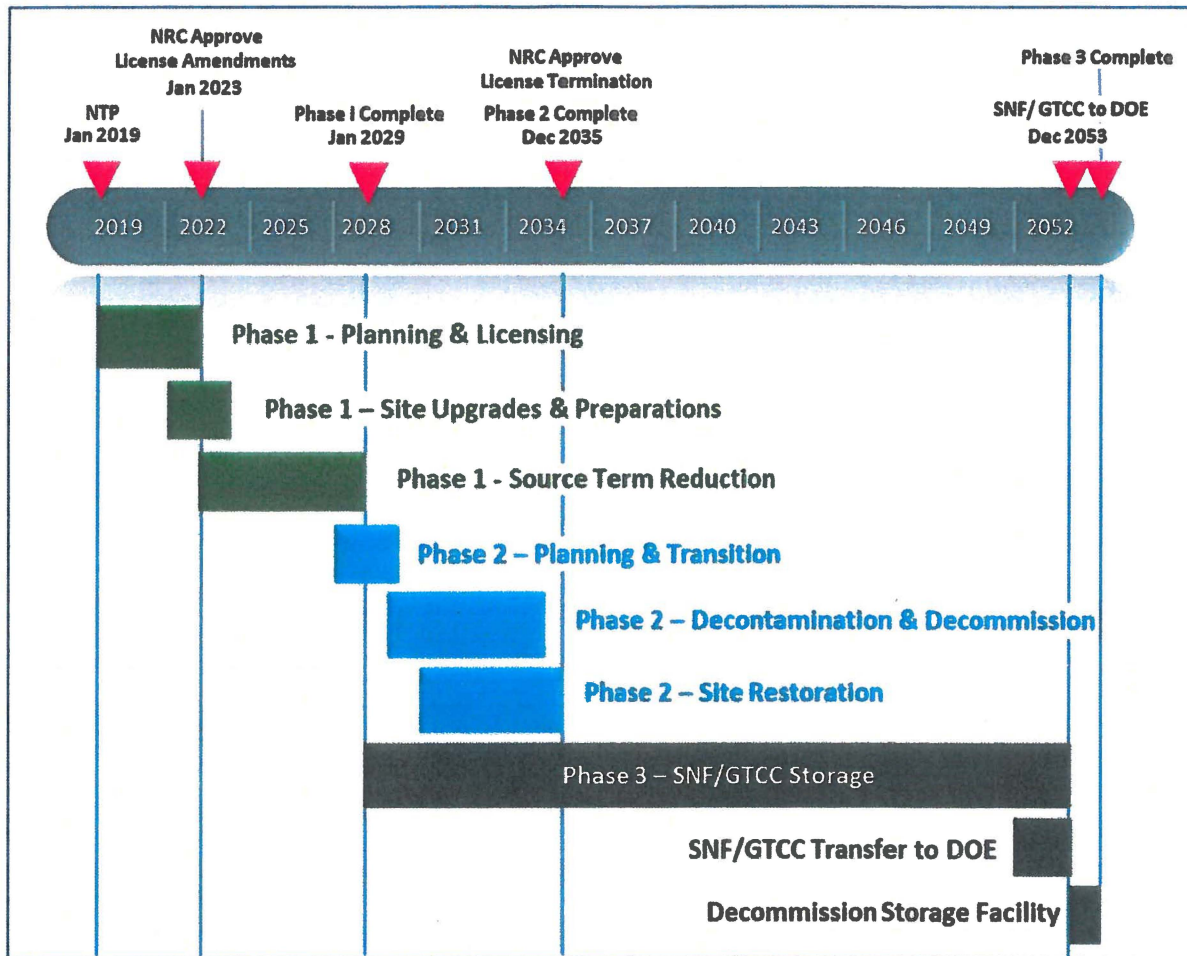 NRC Approve
License Amendments
Jan 2023
NRC Approve
License Termination
Phase 3 Complete
NTP
Jan 2019
Phase I Complete
Jan 2029
Phase 2 Complete
Dec 2035
SNF/ GTCC to DOE
Dec 2053
2019 2022 2025 2028 2031 2034 2037 2040 2043 2046 2049 2052
Phase 1 - Planning & Licensing
Phase 1 – Site Upgrades & Preparations
Phase 1 - Source Term Reduction
Phase 2 – Planning & Transition
Phase 2 – Decontamination & Decommission
Phase 2 – Site Restoration
Phase 3 – SNF/GTCC Storage
SNF/GTCC Transfer to DOE
Decommission Storage Facility